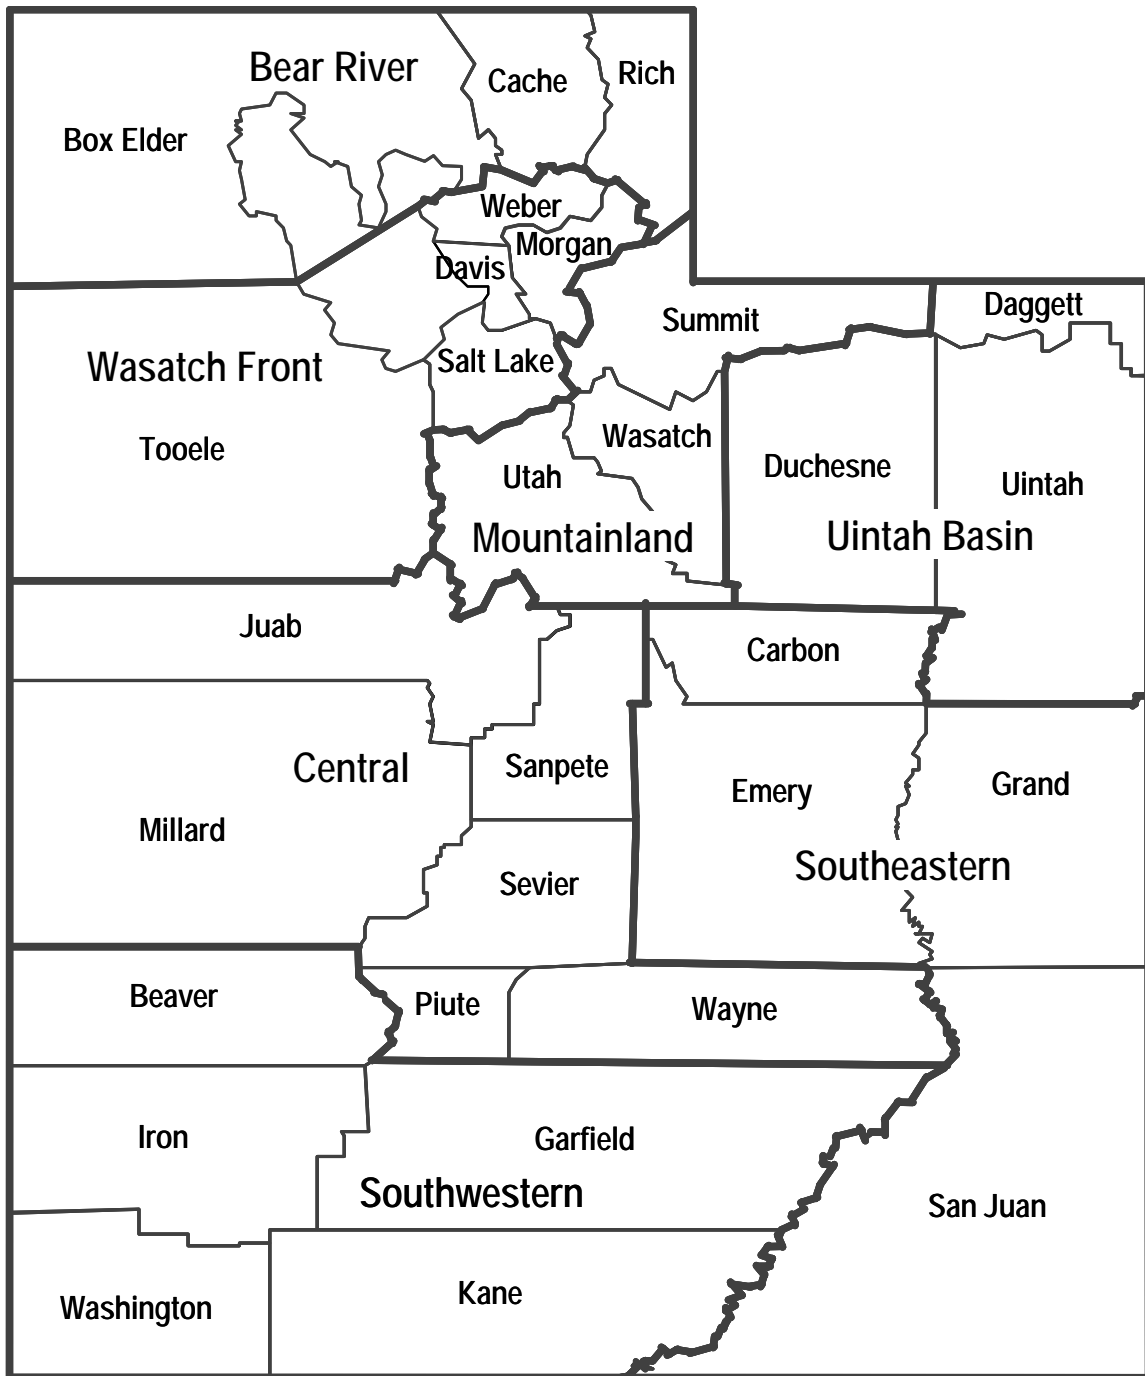 Bear River
Cache
Rich
Box Elder
Weber
Morgan
Davis
Daggett
Summit
Wasatch Front
Salt Lake
Tooele
Wasatch
Utah
Duchesne
Uintah
Mountainland
Uintah Basin
Juab
Carbon
Central
Sanpete
Emery
Grand
Millard
Sevier
Southeastern
Beaver
Piute
Wayne
Iron
Garfield
Southwestern
San Juan
Washington
Kane